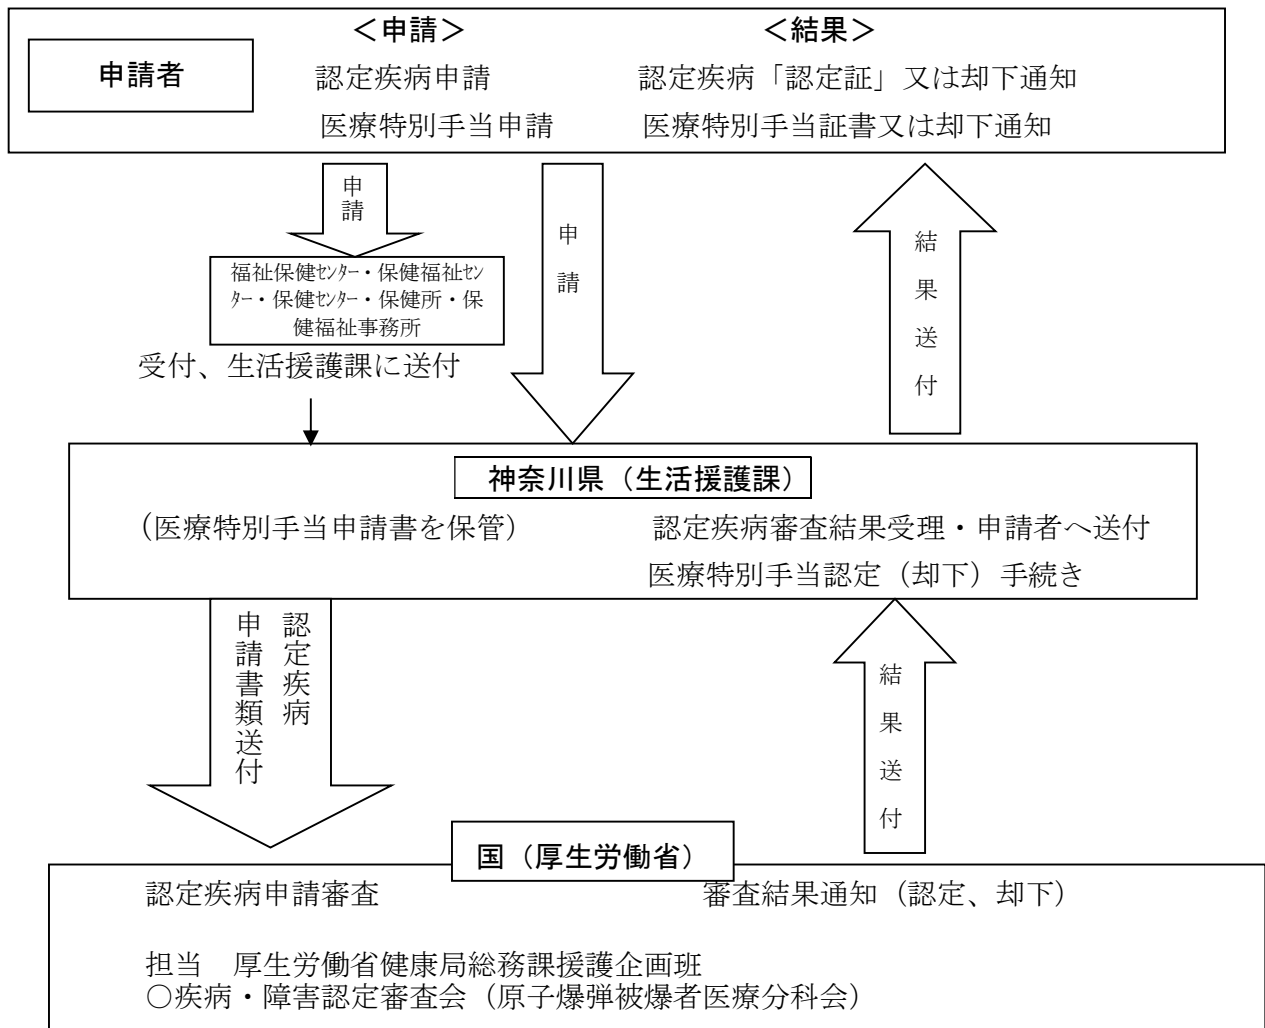 ＜申請＞
＜結果＞
申請者
認定疾病申請
認定疾病「認定証」又は却下通知
医療特別手当申請
医療特別手当証書又は却下通知
申請
申請
結果送付
福祉保健ｾﾝﾀｰ・保健福祉ｾﾝ
ﾀｰ・保健ｾﾝﾀｰ・保健所・保
健福祉事務所
受付、生活援護課に送付
神奈川県（生活援護課）
（医療特別手当申請書を保管）
認定疾病審査結果受理・申請者へ送付
医療特別手当認定（却下）手続き
認定疾病
申請書類送付
結果送付
国（厚生労働省）
認定疾病申請審査
審査結果通知（認定、却下）
担当　厚生労働省健康局総務課援護企画班
○疾病・障害認定審査会（原子爆弾被爆者医療分科会）